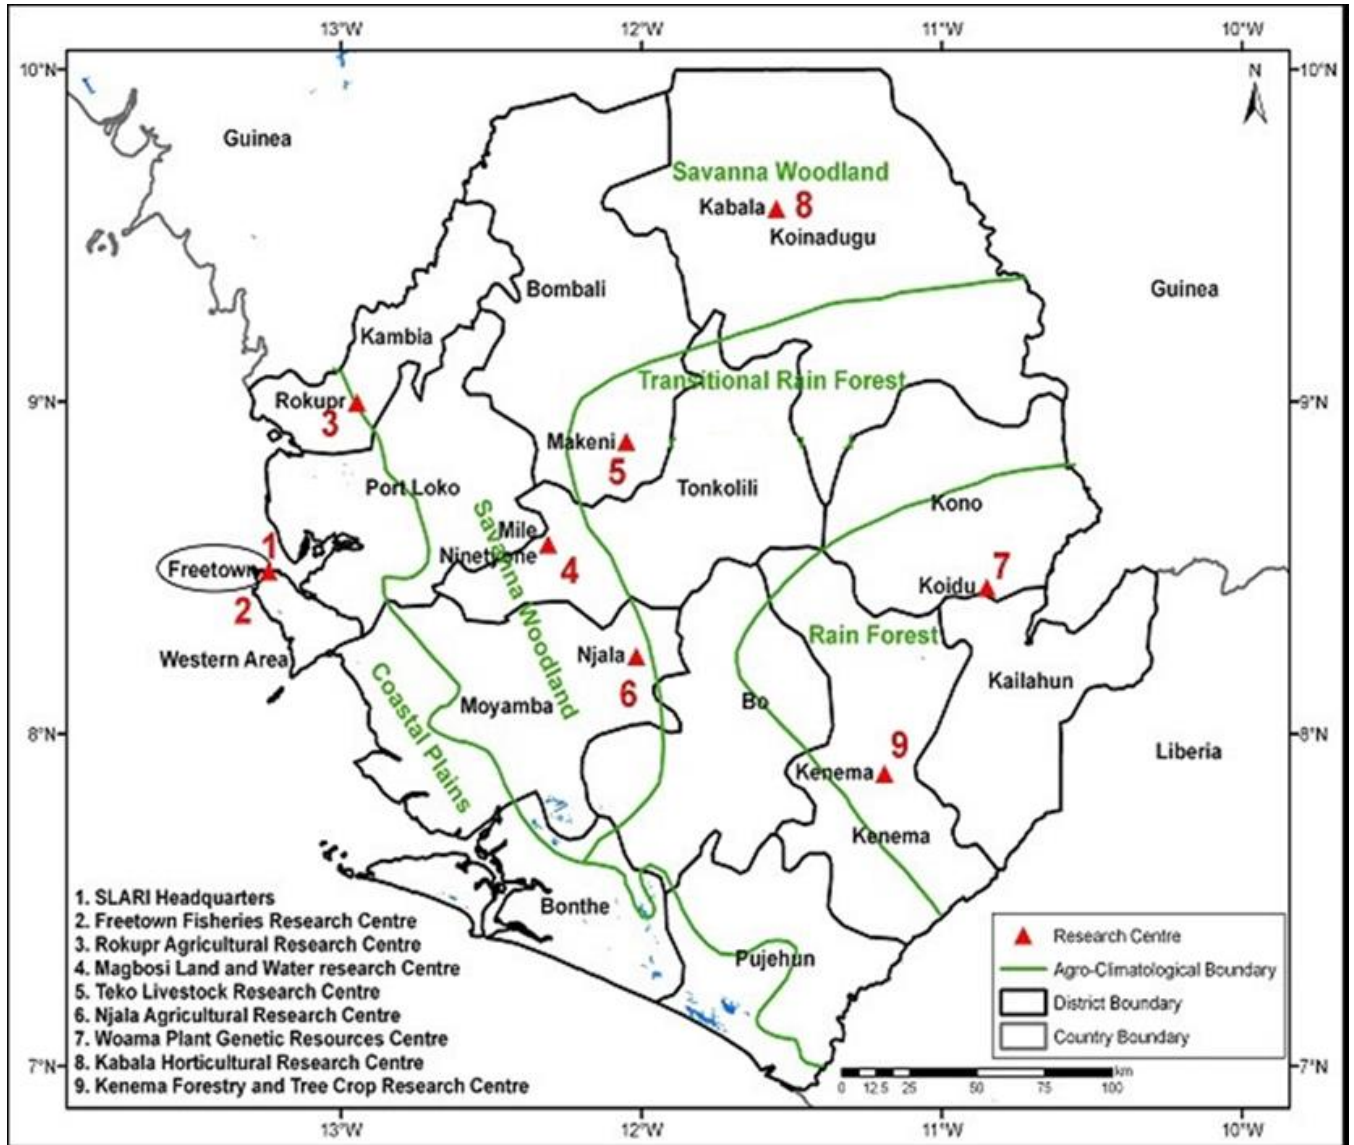 13°W 12°W 11°W 10°W
10°N 10°N
N
Guinea
Savanna Woodland
Kabala 8
Koinadugu
Bombali
Guinea
Kambia
Transitional Rain Forest
9°N 9°N
Rokupr
3
Makeni
5
Port Loko
Tonkolili
Kono
Savanna Woodland
Mile
Ninetyone
4
1
Freetown
2
7
Koidu
Rain Forest
Western Area
Njala
6
Kailahun
Coastal Plains
Moyamba
Bo
8°N 8°N
9
Liberia
Kenema
Kenema
Bonthe
Pujehun
1. SLARI Headquarters
2. Freetown Fisheries Research Centre
3. Rokupr Agricultural Research Centre
4. Magbosi Land and Water research Centre
5. Teko Livestock Research Centre
6. Njala Agricultural Research Centre
7. Woama Plant Genetic Resources Centre
8. Kabala Horticultural Research Centre
9. Kenema Forestry and Tree Crop Research Centre
Research Centre
Agro-Climatological Boundary
District Boundary
Country Boundary
7°N 7°N
km
0 12.5 25 50 75 100
13°W 12°W 11°W 10°W